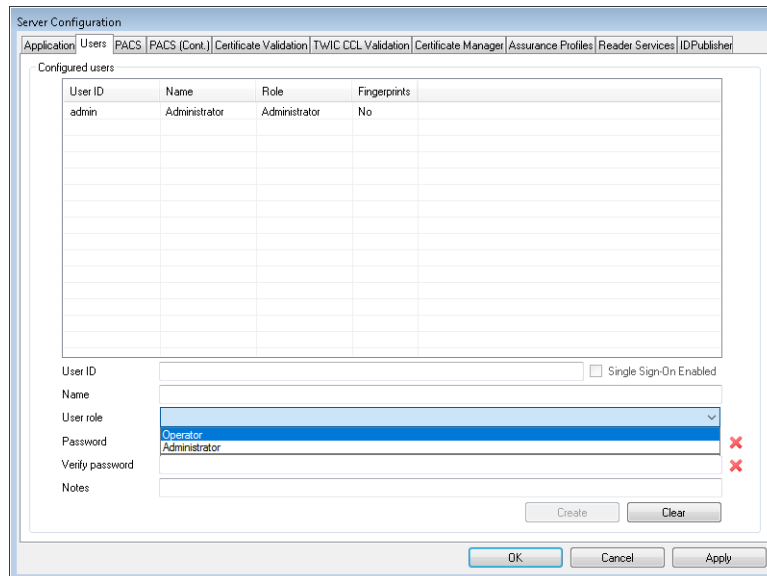 Server Configuration
Application Users PACS PACS (Cont.) Certificate Validation TWIC CCL Validation Certificate Manager Assurance Profiles Reader Services IDPublisher
Configured users
User ID Name Role Fingerprints
admin Administrator Administrator No
User ID Single Sign-On Enabled
Name
User role
Operator
Password
Administrator
Verify password
Notes
Create Clear
OK Cancel Apply